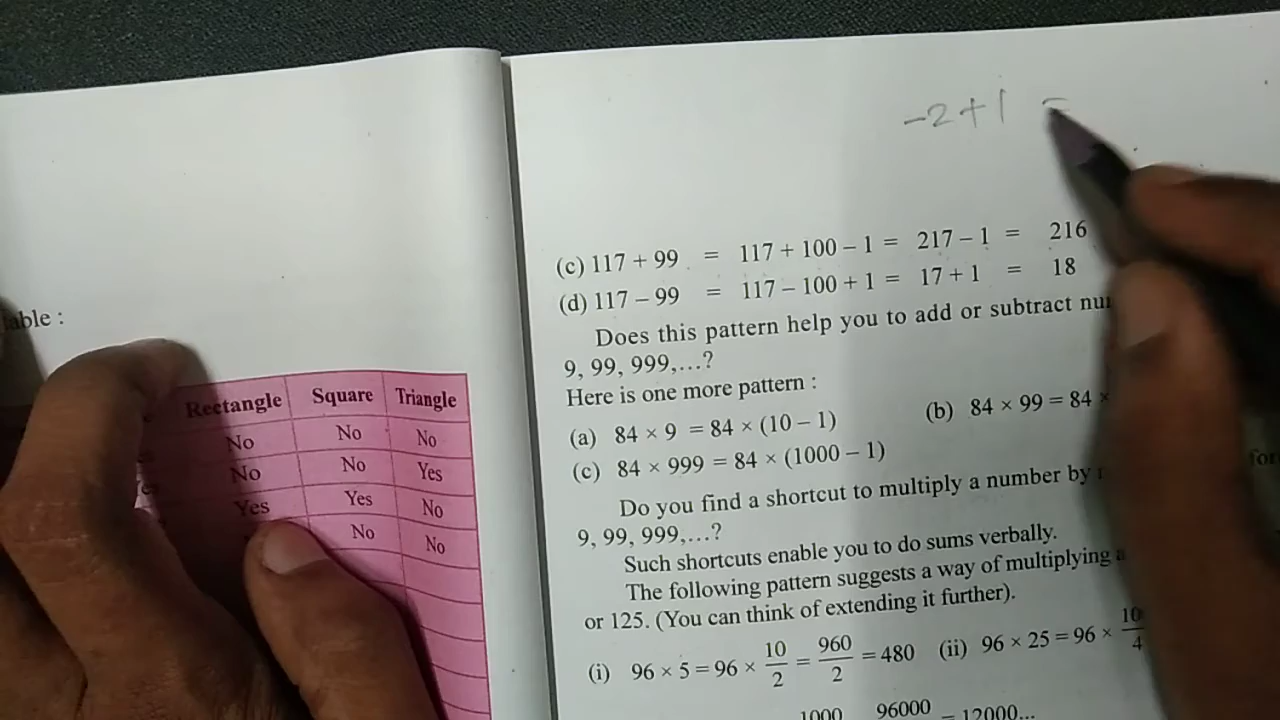 able :
Rectangle Square Triangle
No No No
No No Yes
Yes Yes No
No No
-2+1 =
(c) 117 + 99 = 117 + 100 – 1 = 217 – 1 = 216
(d) 117 – 99 = 117 – 100 + 1 = 17 + 1 = 18
Does this pattern help you to add or subtract
9, 99, 999,...?
Here is one more pattern :
(a) 84 × 9 = 84 × (10 – 1) (b) 84 × 99 = 84 ×
(c) 84 × 999 = 84 × (1000 – 1)
Do you find a shortcut to multiply a number by
9, 99, 999,...?
Such shortcuts enable you to do sums verbally.
The following pattern suggests a way of multiplying a
or 125. (You can think of extending it further).
(i) 96 × 5 = 96 × 10/2 = 960/2 = 480 (ii) 96 × 25 = 96 × 10/4
1000 96000 = 12000...